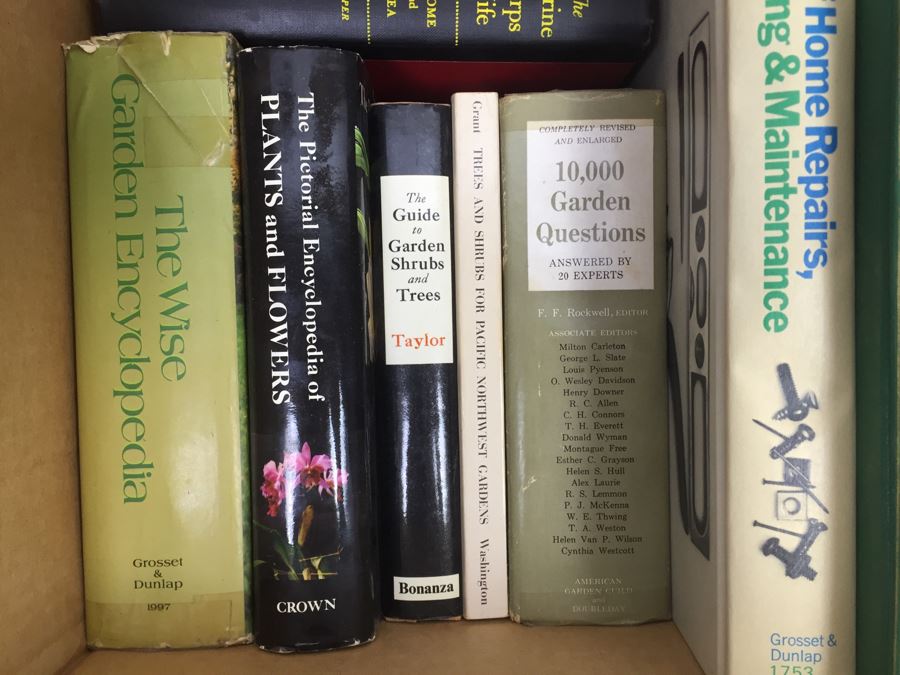 The Wise
Garden Encyclopedia
Grosset
&
Dunlap
1997
The Pictorial Encyclopedia of
PLANTS and FLOWERS
CROWN
The
Guide
to
Garden
Shrubs
and
Trees
Taylor
Bonanza
Grant TREES AND SHRUBS FOR PACIFIC NORTHWEST GARDENS Washington
COMPLETELY REVISED
AND ENLARGED
10,000
Garden
Questions
ANSWERED BY
20 EXPERTS
F. F. Rockwell, EDITOR
ASSOCIATE EDITORS
Milton Carleton
George L. Slate
Louis Pyenson
O. Wesley Davidson
Henry Downer
R. C. Allen
C. H. Connors
T. H. Everett
Donald Wyman
Montague Free
Esther C. Grayson
Helen S. Hull
Alex Laurie
R. S. Lemmon
P. J. McKenna
W. E. Thwing
T. A. Weston
Helen Van P. Wilson
Cynthia Westcott
AMERICAN
GARDEN GUILD
and
DOUBLEDAY
Home Repairs,
& Maintenance
Grosset &
Dunlap
1753
The